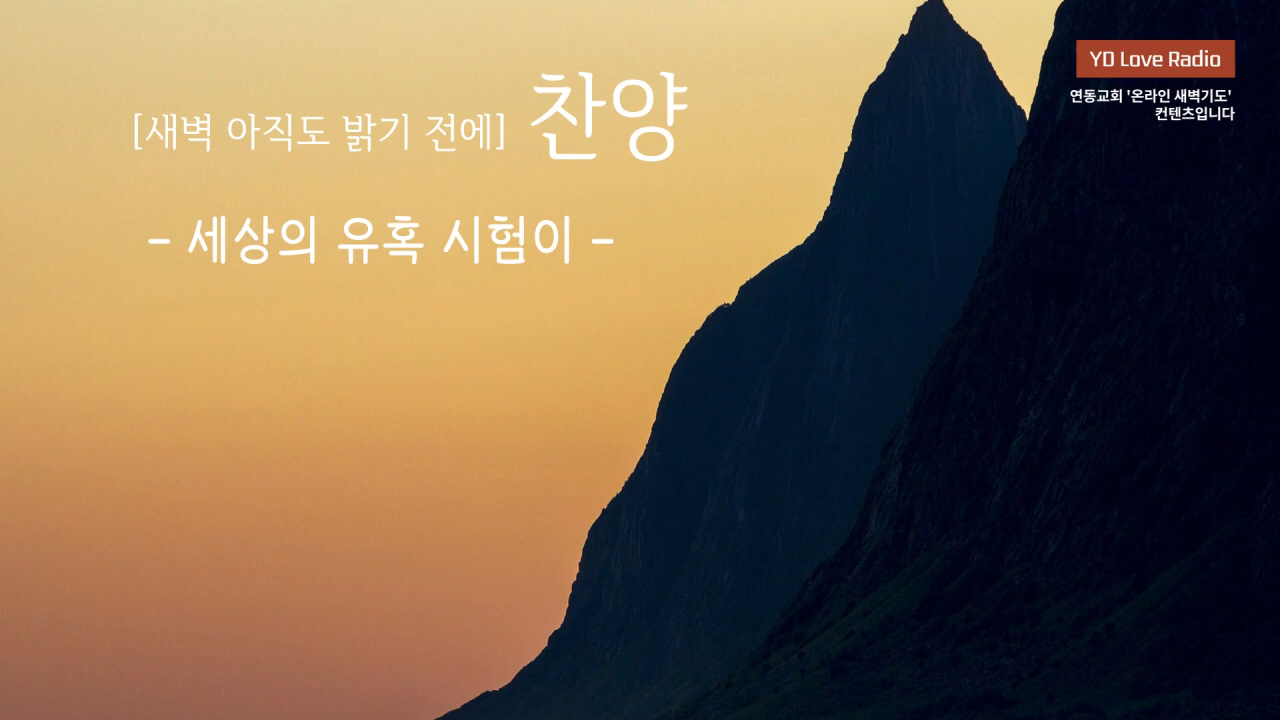 [새벽 아직도 밝기 전에] 찬양
- 세상의 유혹 시험이 -
YD Love Radio
연동교회 '온라인 새벽기도'
컨텐츠입니다